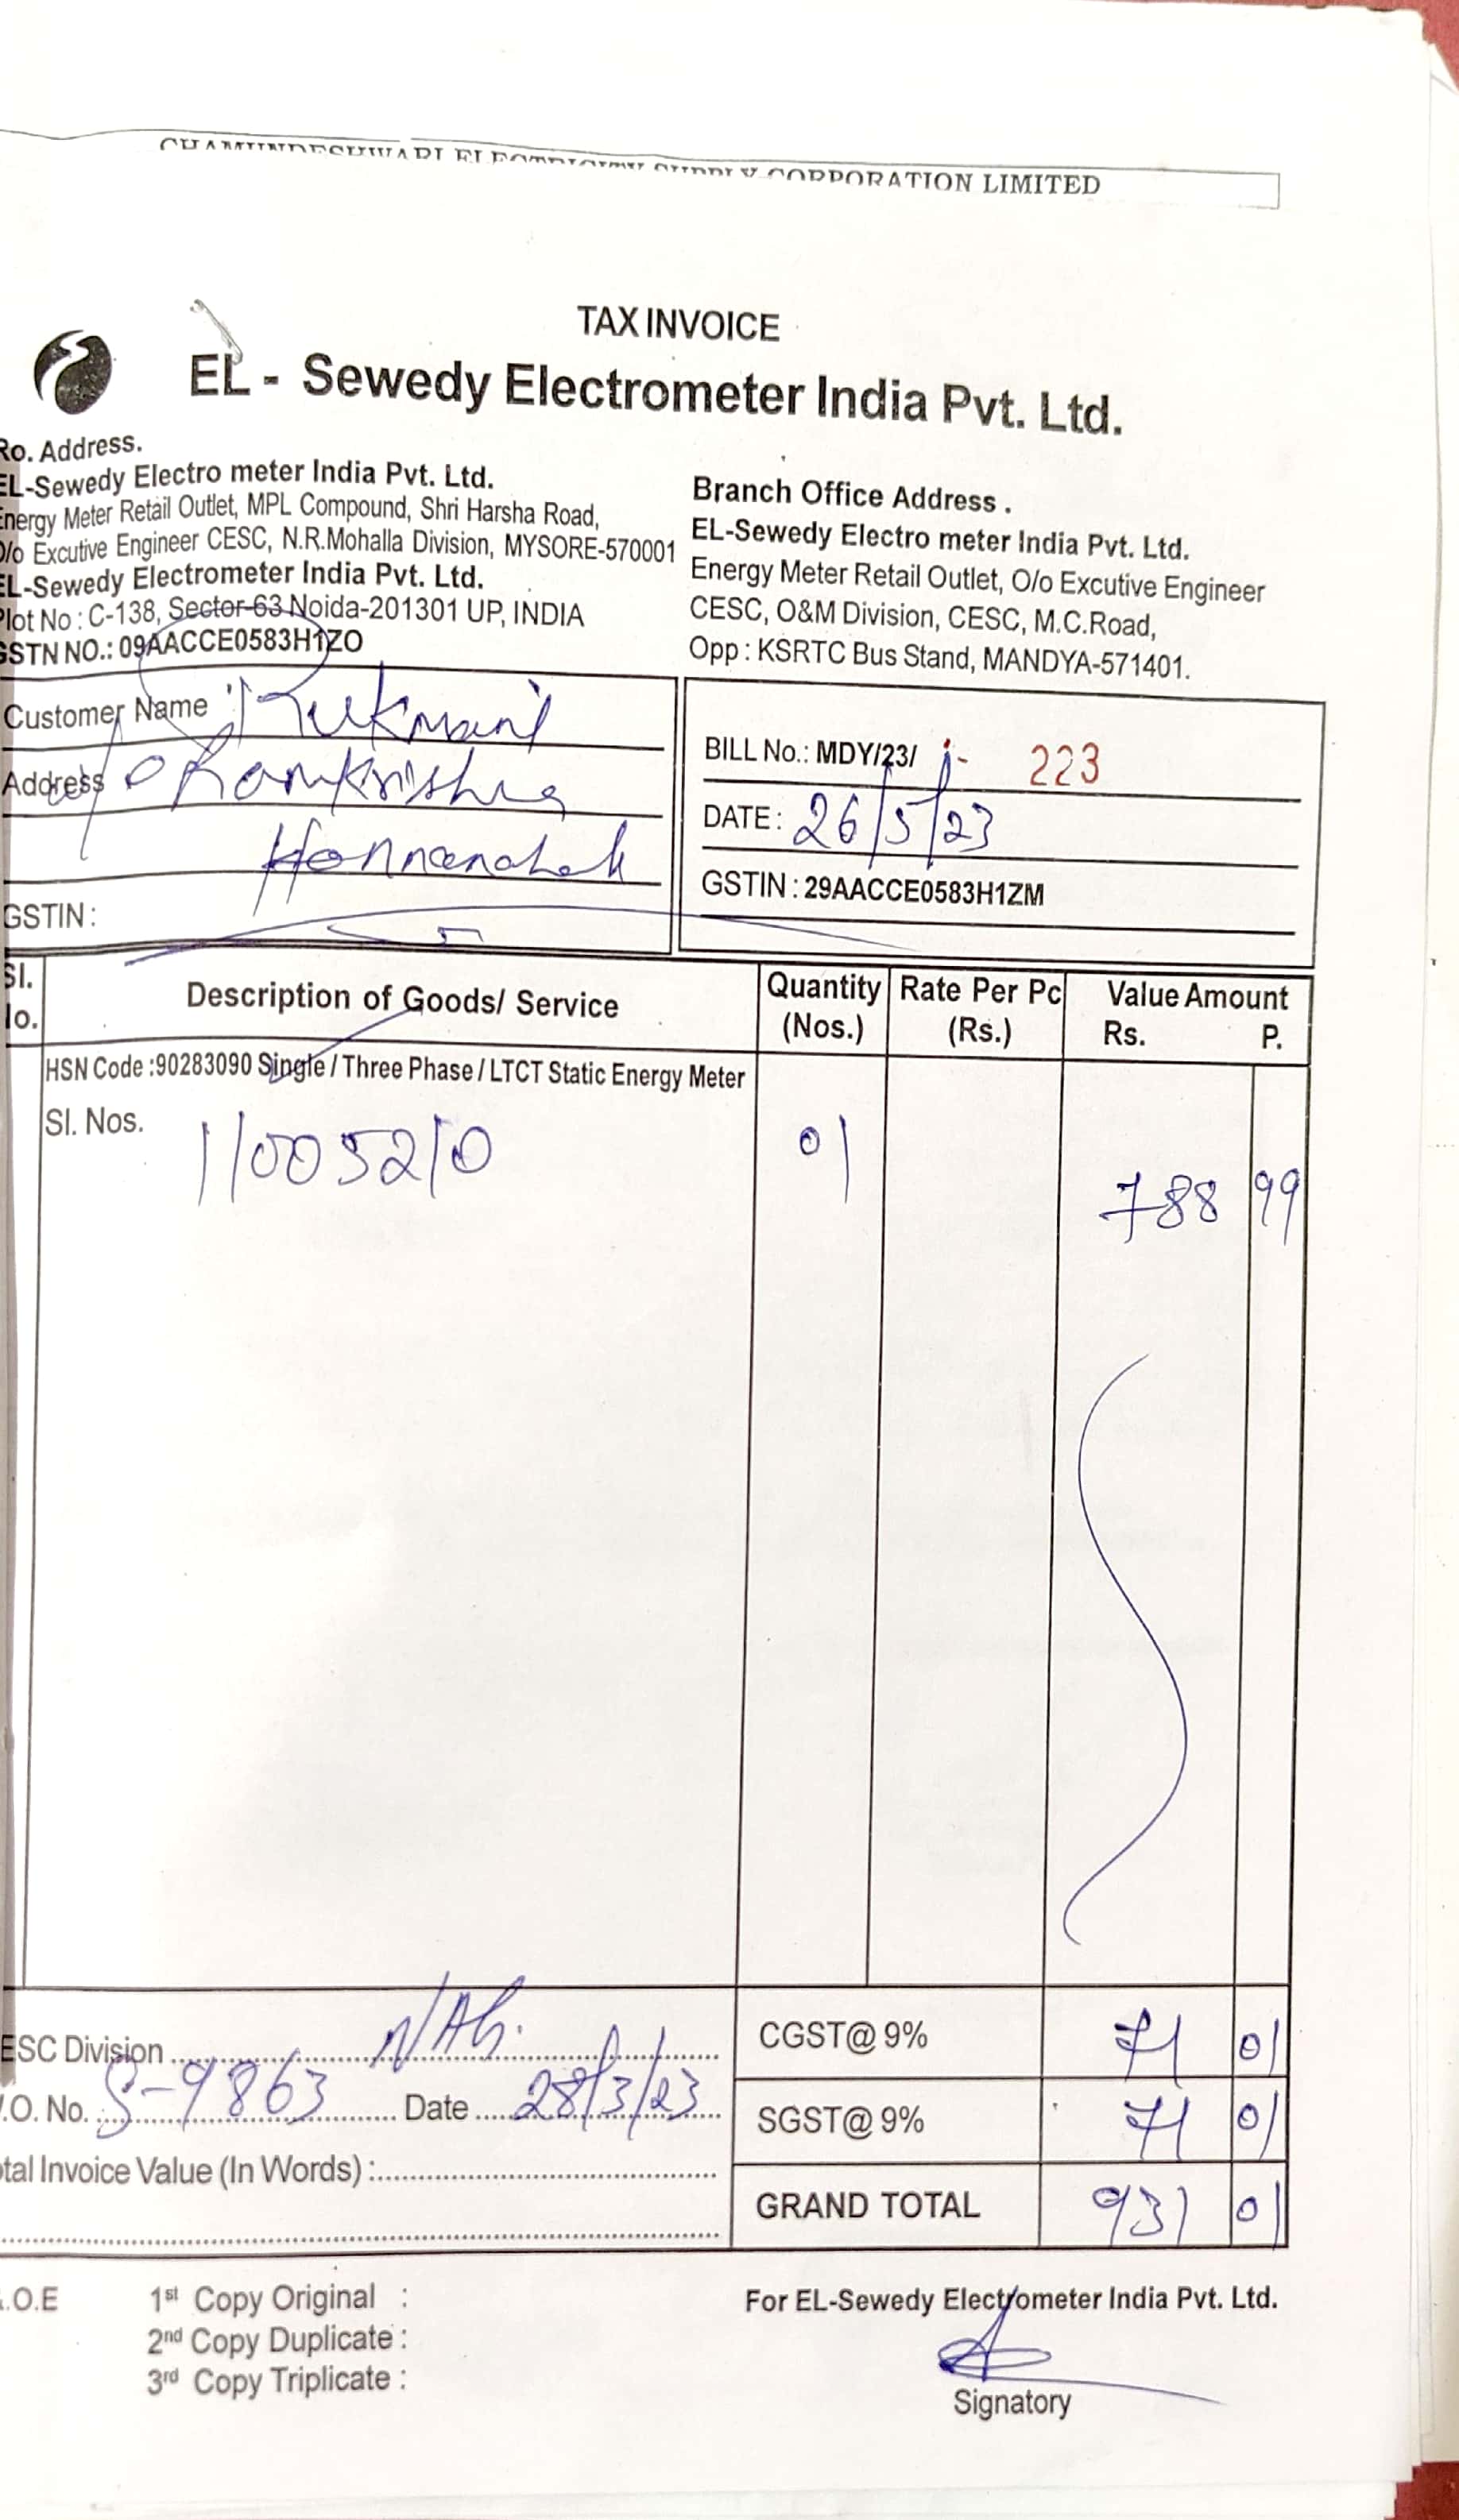 CHAMUNDESHWARI ELECTRICITY SUPPLY CORPORATION LIMITED
TAX INVOICE
EL - Sewedy Electrometer India Pvt. Ltd.
Ro. Address.
EL-Sewedy Electro meter India Pvt. Ltd.
Energy Meter Retail Outlet, MPL Compound, Shri Harsha Road,
O/o Excutive Engineer CESC, N.R.Mohalla Division, MYSORE-570001
EL-Sewedy Electrometer India Pvt. Ltd.
Plot No : C-138, Sector-63 Noida-201301 UP, INDIA
GSTN NO.: 09AACCE0583H1ZO
Branch Office Address .
EL-Sewedy Electro meter India Pvt. Ltd.
Energy Meter Retail Outlet, O/o Excutive Engineer
CESC, O&M Division, CESC, M.C.Road,
Opp : KSRTC Bus Stand, MANDYA-571401.
Customer Name Rukmani
Address Ramkrishna
GSTIN :
BILL No.: MDY/23/ j- 223
DATE : 26/5/23
GSTIN : 29AACCE0583H1ZM
Sl. No. Description of Goods/ Service Quantity (Nos.) Rate Per Pc (Rs.) Value Amount Rs. P.
HSN Code :90283090 Single / Three Phase / LTCT Static Energy Meter
Sl. Nos. 11005210 01 788 99
ESC Division
.O. No. S-9863 Date 28/3/23
tal Invoice Value (In Words) :
CGST@ 9% 71 01
SGST@ 9% 71 01
GRAND TOTAL 931 01
.O.E 1st Copy Original :
2nd Copy Duplicate :
3rd Copy Triplicate :
For EL-Sewedy Electrometer India Pvt. Ltd.
Signatory